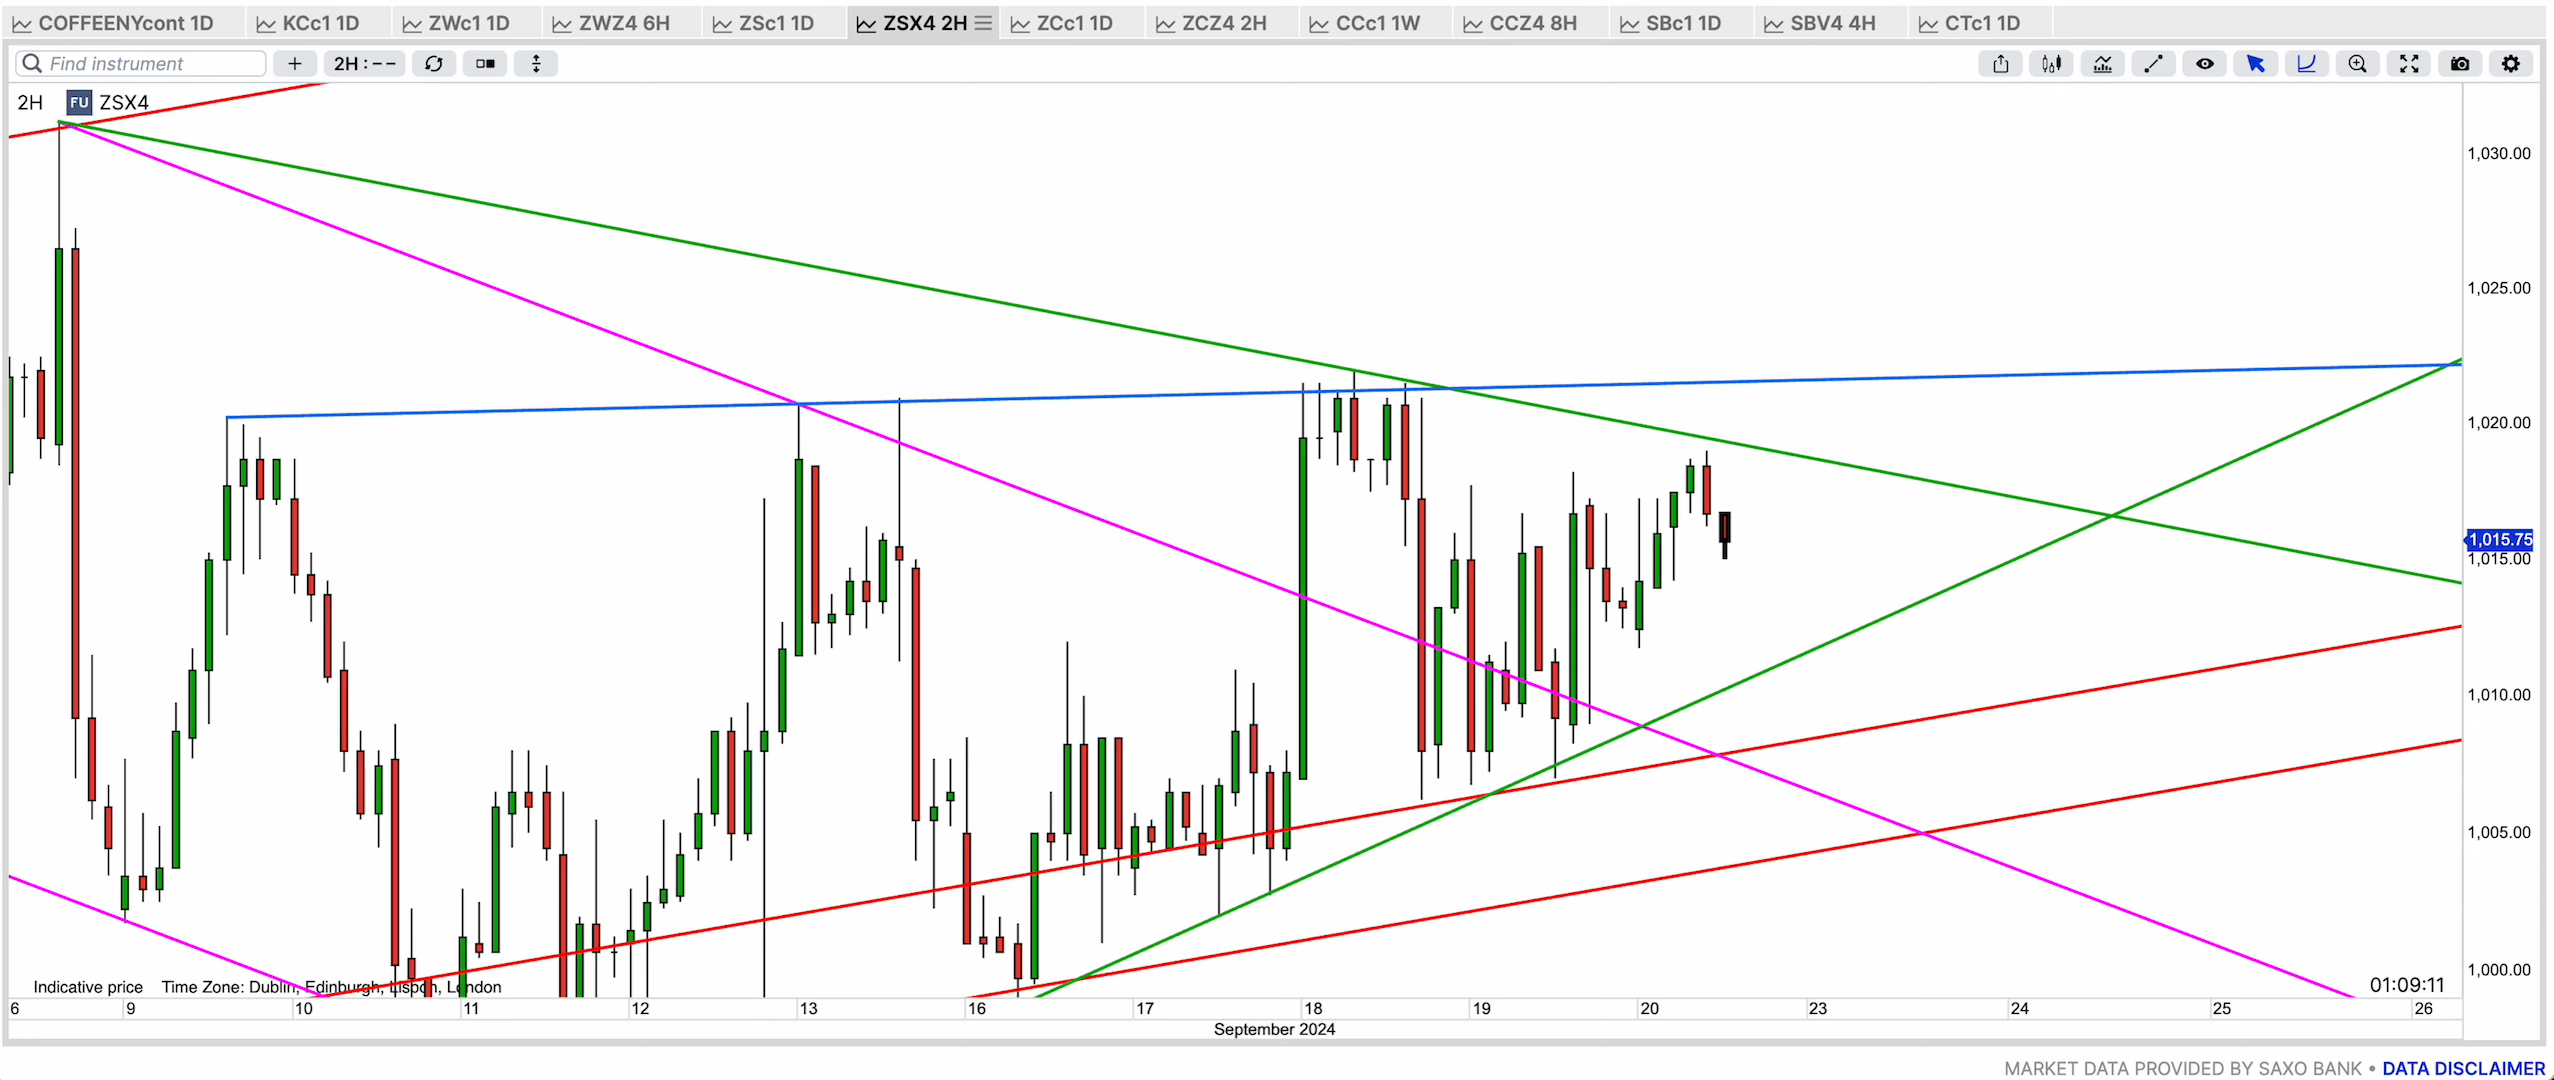 COFFEENYcont 1D KCc1 1D ZWc1 1D ZWZ4 6H ZSc1 1D ZSX4 2H ZCc1 1D ZCZ4 2H CCc1 1W CCZ4 8H SBc1 1D SBV4 4H CTc1 1D
Find instrument + 2H : --
2H FU ZSX4
1,030.00
1,025.00
1,020.00
1,015.75
1,015.00
1,010.00
1,005.00
1,000.00
Indicative price Time Zone: Dublin, Edinburgh, Lisbon, London 01:09:11
6 9 10 11 12 13 16 17 18 19 20 23 24 25 26
September 2024
MARKET DATA PROVIDED BY SAXO BANK • DATA DISCLAIMER